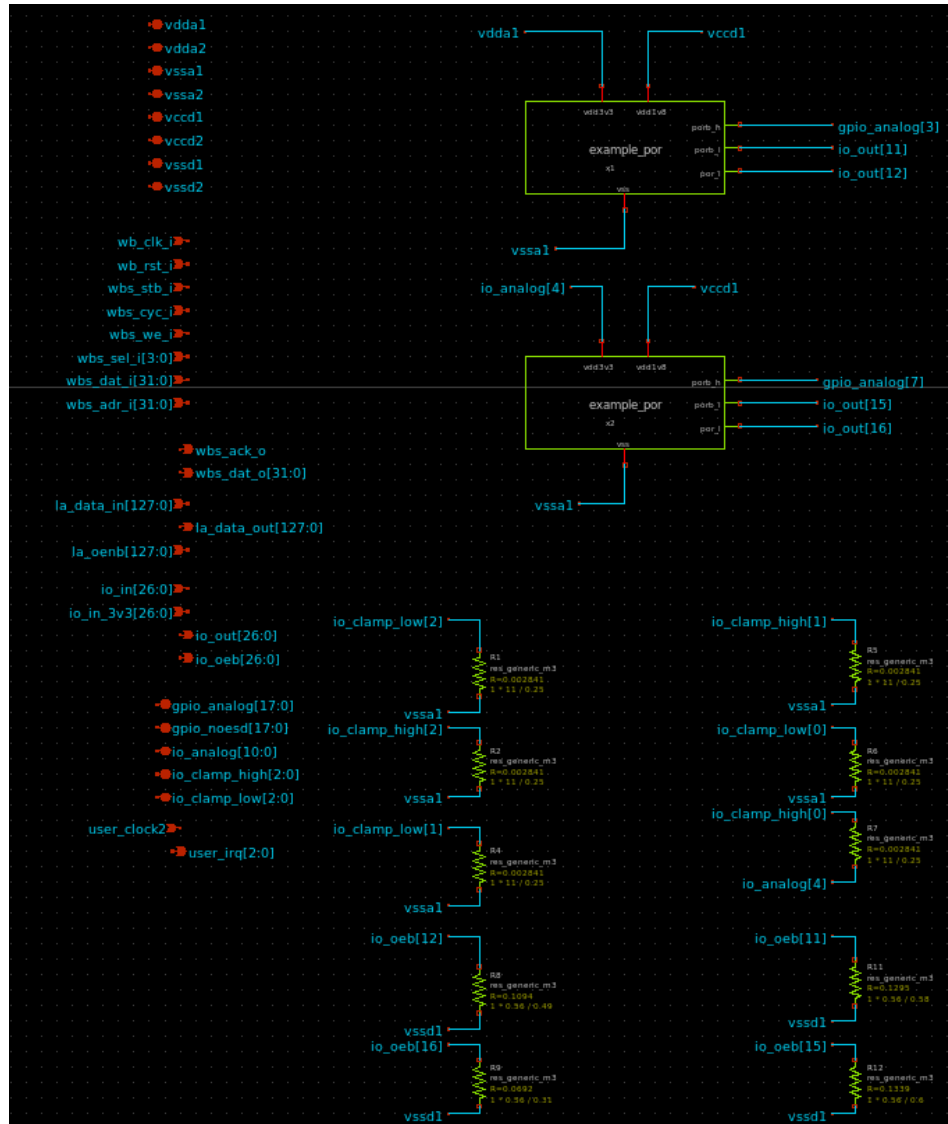 vdda1
vdda2
vssa1
vssa2
vccd1
vccd2
vssd1
vssd2
wb_clk_i
wb_rst_i
wbs_stb_i
wbs_cyc_i
wbs_we_i
wbs_sel_i[3:0]
wbs_dat_i[31:0]
wbs_adr_i[31:0]
wbs_ack_o
wbs_dat_o[31:0]
la_data_in[127:0]
la_data_out[127:0]
la_oenb[127:0]
io_in[26:0]
io_in_3v3[26:0]
io_out[26:0]
io_oeb[26:0]
gpio_analog[17:0]
gpio_noesd[17:0]
io_analog[10:0]
io_clamp_high[2:0]
io_clamp_low[2:0]
user_clock2
user_irq[2:0]
vdda1
vccd1
vdd3v3
vdd1v8
porb_h
gpio_analog[3]
example_por
porb_l
io_out[11]
x1
por_l
io_out[12]
vss
vssa1
io_analog[4]
vccd1
vdd3v3
vdd1v8
porb_h
gpio_analog[7]
example_por
porb_l
io_out[15]
x2
por_l
io_out[16]
vss
vssa1
io_clamp_low[2]
R1
res_generic_m3
R=0.002841
1 * 11 / 0.25
vssa1
io_clamp_high[2]
R2
res_generic_m3
R=0.002841
1 * 11 / 0.25
vssa1
io_clamp_low[1]
R4
res_generic_m3
R=0.002841
1 * 11 / 0.25
vssa1
io_oeb[12]
R8
res_generic_m3
R=0.1094
1 * 0.56 / 0.49
vssd1
io_oeb[16]
R9
res_generic_m3
R=0.0692
1 * 0.56 / 0.31
vssd1
io_clamp_high[1]
R5
res_generic_m3
R=0.002841
1 * 11 / 0.25
vssa1
io_clamp_low[0]
R6
res_generic_m3
R=0.002841
1 * 11 / 0.25
vssa1
io_clamp_high[0]
R7
res_generic_m3
R=0.002841
1 * 11 / 0.25
io_analog[4]
io_oeb[11]
R11
res_generic_m3
R=0.1295
1 * 0.56 / 0.58
vssd1
io_oeb[15]
R12
res_generic_m3
R=0.1339
1 * 0.56 / 0.6
vssd1